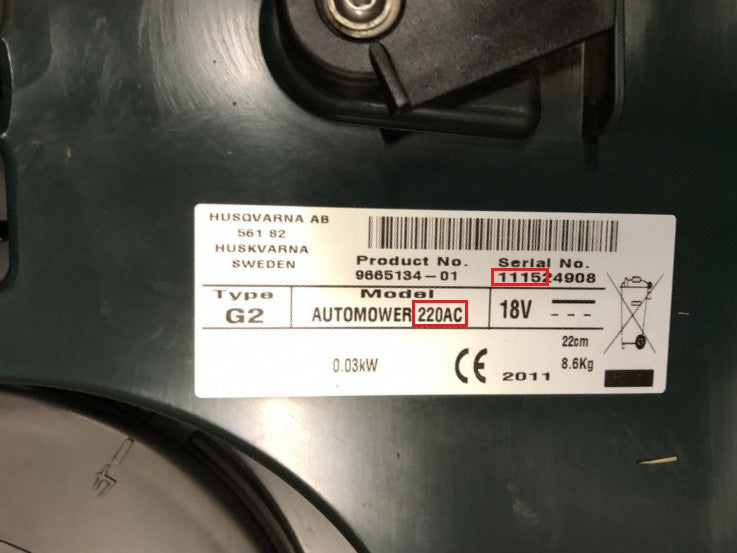 HUSQVARNA AB
561 82
HUSKVARNA
SWEDEN
Product No. Serial No.
9665134-01 111524908
Type Model
G2 AUTOMOWER 220AC 18V
22cm
0.03kW CE 2011 8.6Kg